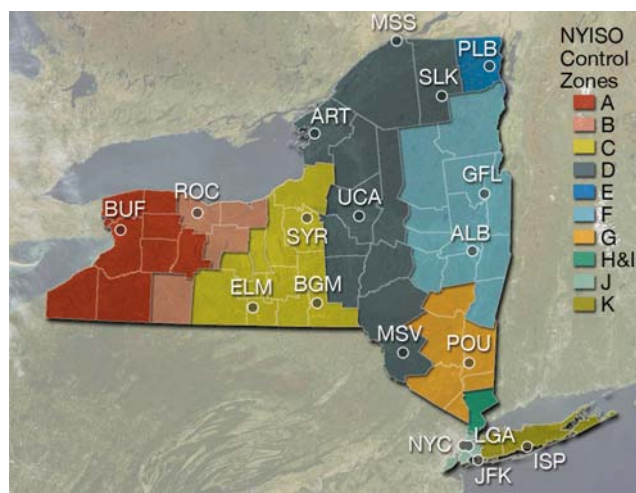 MSS
PLB
SLK
ART
GFL
ROC
BUF
UCA
SYR
ALB
ELM
BGM
MSV
POU
NYC
LGA
JFK
ISP
NYISO
Control
Zones
A
B
C
D
E
F
G
H&I
J
K